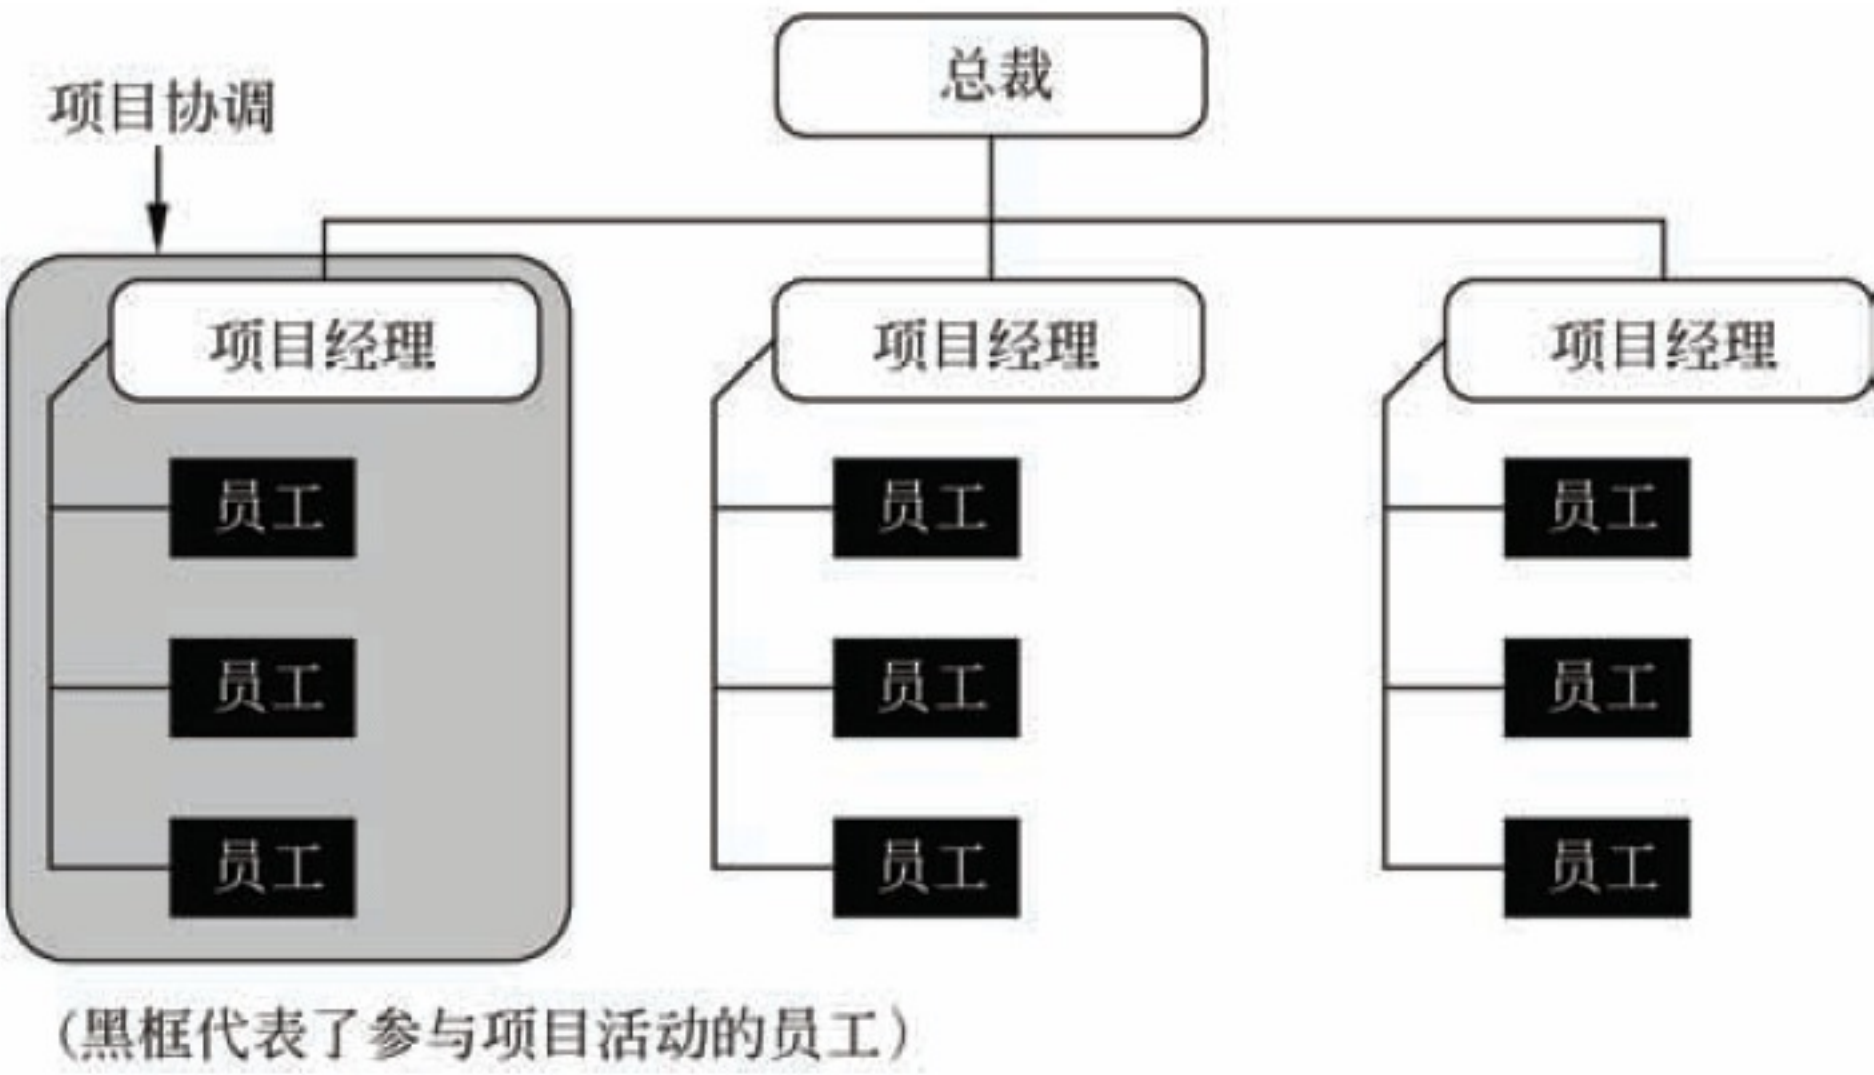 总裁
项目协调
项目经理 项目经理 项目经理
员工 员工 员工
员工 员工 员工
员工 员工 员工
(黑框代表了参与项目活动的员工)